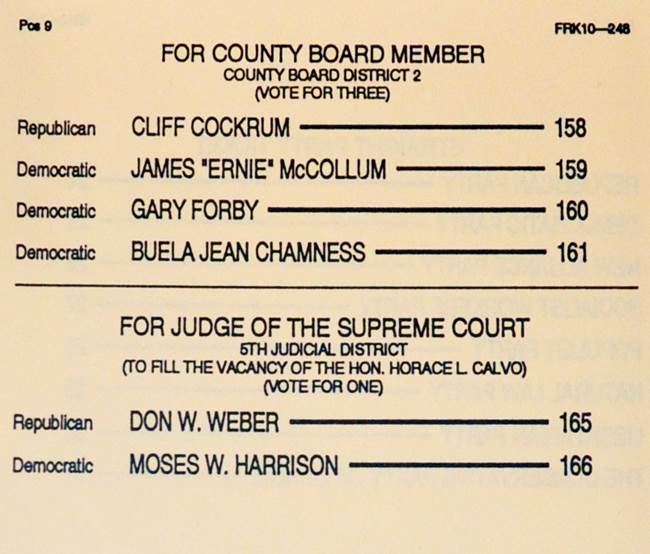 Pos 9 FRK10—248
FOR COUNTY BOARD MEMBER
COUNTY BOARD DISTRICT 2
(VOTE FOR THREE)
Republican CLIFF COCKRUM 158
Democratic JAMES "ERNIE" McCOLLUM 159
Democratic GARY FORBY 160
Democratic BUELA JEAN CHAMNESS 161
FOR JUDGE OF THE SUPREME COURT
5TH JUDICIAL DISTRICT
(TO FILL THE VACANCY OF THE HON. HORACE L. CALVO)
(VOTE FOR ONE)
Republican DON W. WEBER 165
Democratic MOSES W. HARRISON 166